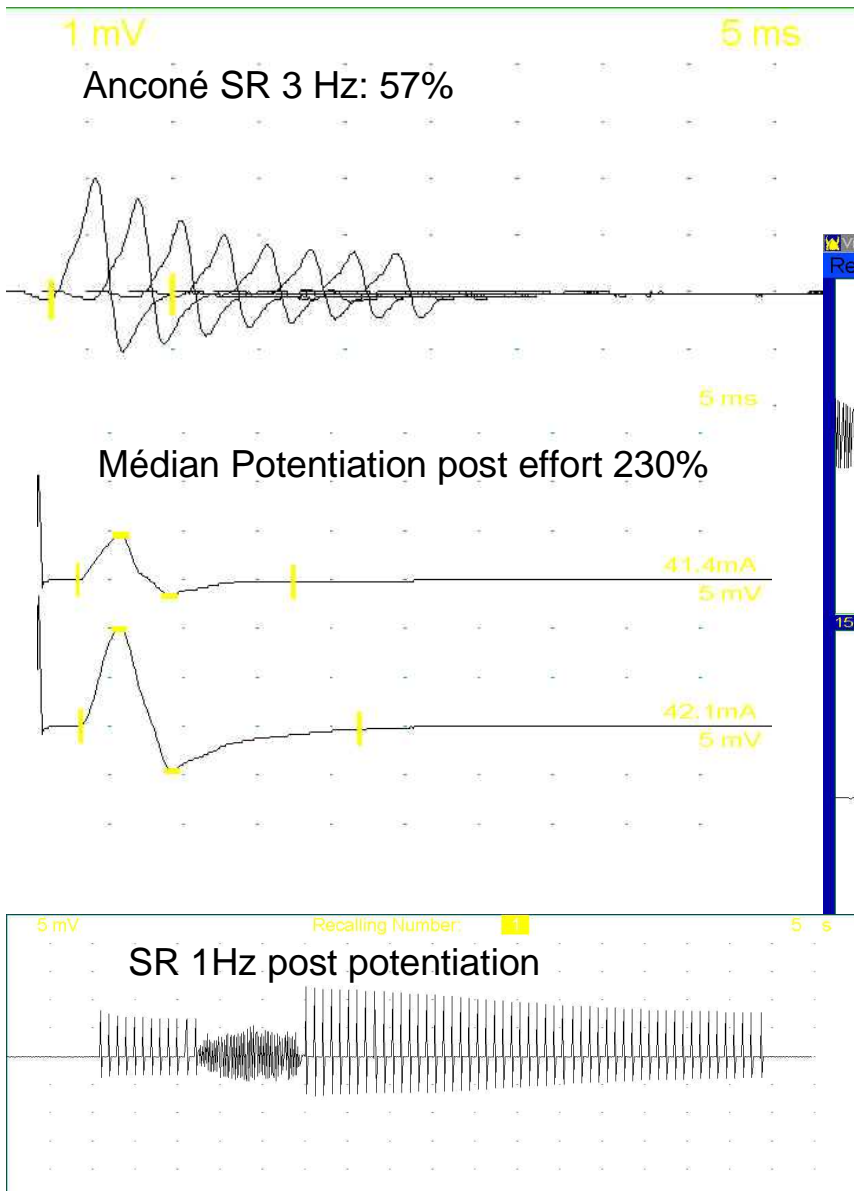 1 mV 5 ms
Anconé SR 3 Hz: 57%
Re
5 ms
Médian Potentiation post effort 230%
41.4mA
5 mV
15
42.1mA
5 mV
5 mV Recalling Number: 1 5 s
SR 1Hz post potentiation